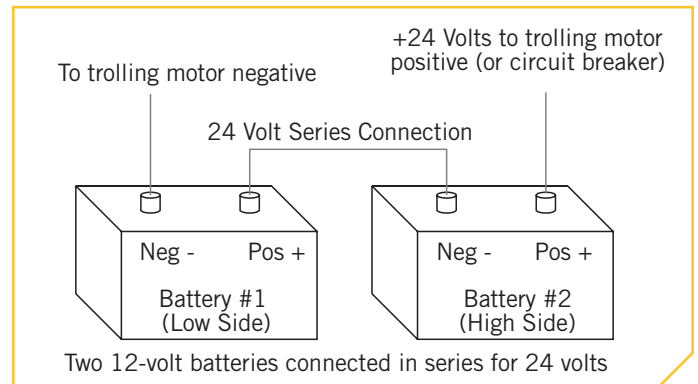 +24 Volts to trolling motor
positive (or circuit breaker)
To trolling motor negative
24 Volt Series Connection
Neg - Pos +
Battery #1
(Low Side)
Neg - Pos +
Battery #2
(High Side)
Two 12-volt batteries connected in series for 24 volts